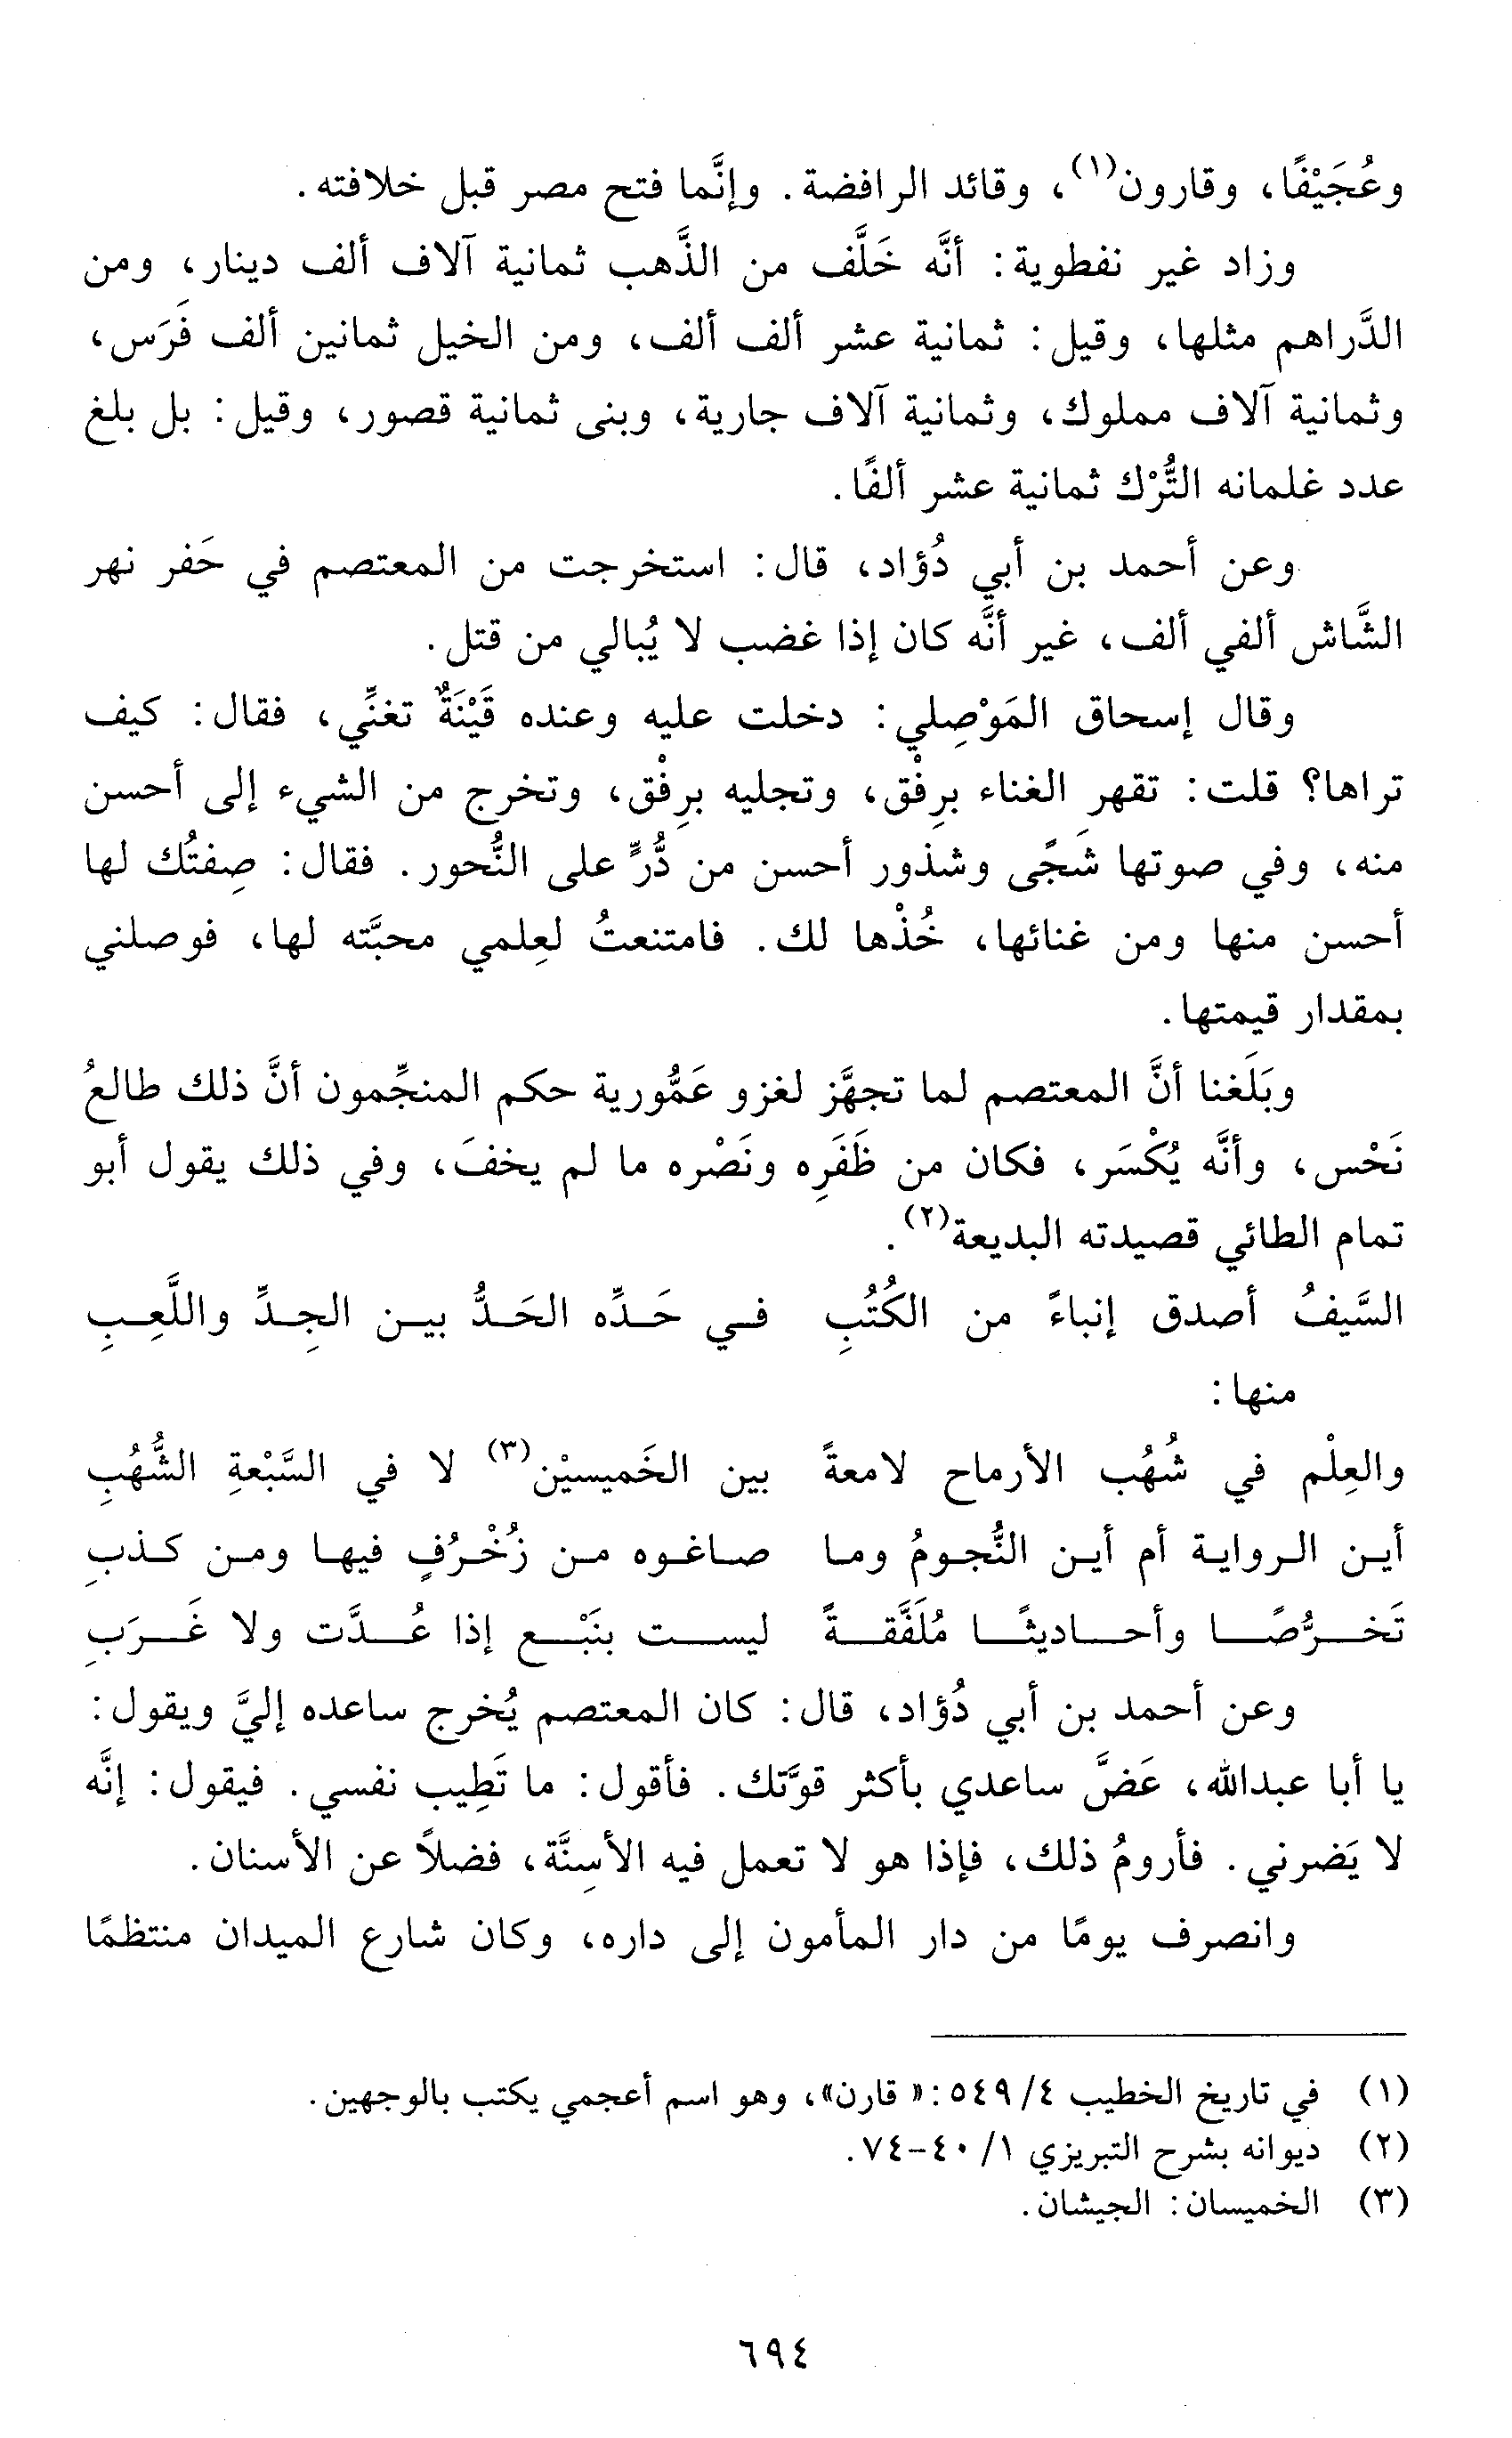 وعُجَيْفًا، وقارون(١)، وقائد الرافضة. وإنَّما فتح مصر قبل خلافته.
وزاد غير نفطوية: أنَّه خَلَّف من الذَّهب ثمانية آلاف ألف دينار، ومن
الدَّراهم مثلها، وقيل: ثمانية عشر ألف ألف، ومن الخيل ثمانين ألف فَرَس،
وثمانية آلاف مملوك، وثمانية آلاف جارية، وبنى ثمانية قصور، وقيل: بل بلغ
عدد غلمانه التُّرْك ثمانية عشر ألفًا.
وعن أحمد بن أبي دُؤاد، قال: استخرجت من المعتصم في حَفر نهر
الشَّاش ألفي ألف، غير أنَّه كان إذا غضب لا يُبالي من قتل.
وقال إسحاق المَوْصِلي: دخلت عليه وعنده قَيْنَةٌ تغنِّي، فقال: كيف
تراها؟ قلت: تقهر الغناء برِفْق، وتجليه برِفْق، وتخرج من الشيء إلى أحسن
منه، وفي صوتها شَجًى وشذور أحسن من دُّرٍّ على النُّحور. فقال: صِفتُك لها
أحسن منها ومن غنائها، خُذْها لك. فامتنعتُ لعِلمي محبَّته لها، فوصلني
بمقدار قيمتها.
وبَلَغنا أنَّ المعتصم لما تجهَّز لغزو عَمُّورية حكم المنجِّمون أنَّ ذلك طالعُ
نَحْس، وأنَّه يُكْسَر، فكان من ظَفَرِه ونَصْره ما لم يخفَ، وفي ذلك يقول أبو
تمام الطائي قصيدته البديعة(٢).
السَّيفُ أصدق إنباءً من الكُتُبِ في حَدِّه الحَدُّ بين الجِدِّ واللَّعِبِ
منها:
والعِلْم في شُهُب الأرماح لامعةً بين الخَميسيْن(٣) لا في السَّبْعةِ الشُّهُبِ
أين الرواية أم أين النُّجومُ وما صاغوه من زُخْرُفٍ فيها ومن كذبِ
تَخرُّصًا وأحاديثًا مُلَفَّقةً ليست بنَبْع إذا عُدَّت ولا غَرَبِ
وعن أحمد بن أبي دُؤاد، قال: كان المعتصم يُخرج ساعده إليَّ ويقول:
يا أبا عبدالله، عَضَّ ساعدي بأكثر قوَّتك. فأقول: ما تَطِيب نفسي. فيقول: إنَّه
لا يَضرني. فأرومُ ذلك، فإذا هو لا تعمل فيه الأسِنَّة، فضلاً عن الأسنان.
وانصرف يومًا من دار المأمون إلى داره، وكان شارع الميدان منتظمًا
(١) في تاريخ الخطيب ٤/ ٥٤٩: «قارن»، وهو اسم أعجمي يكتب بالوجهين.
(٢) ديوانه بشرح التبريزي ١/ ٤٠-٧٤.
(٣) الخميسان: الجيشان.
٦٩٤